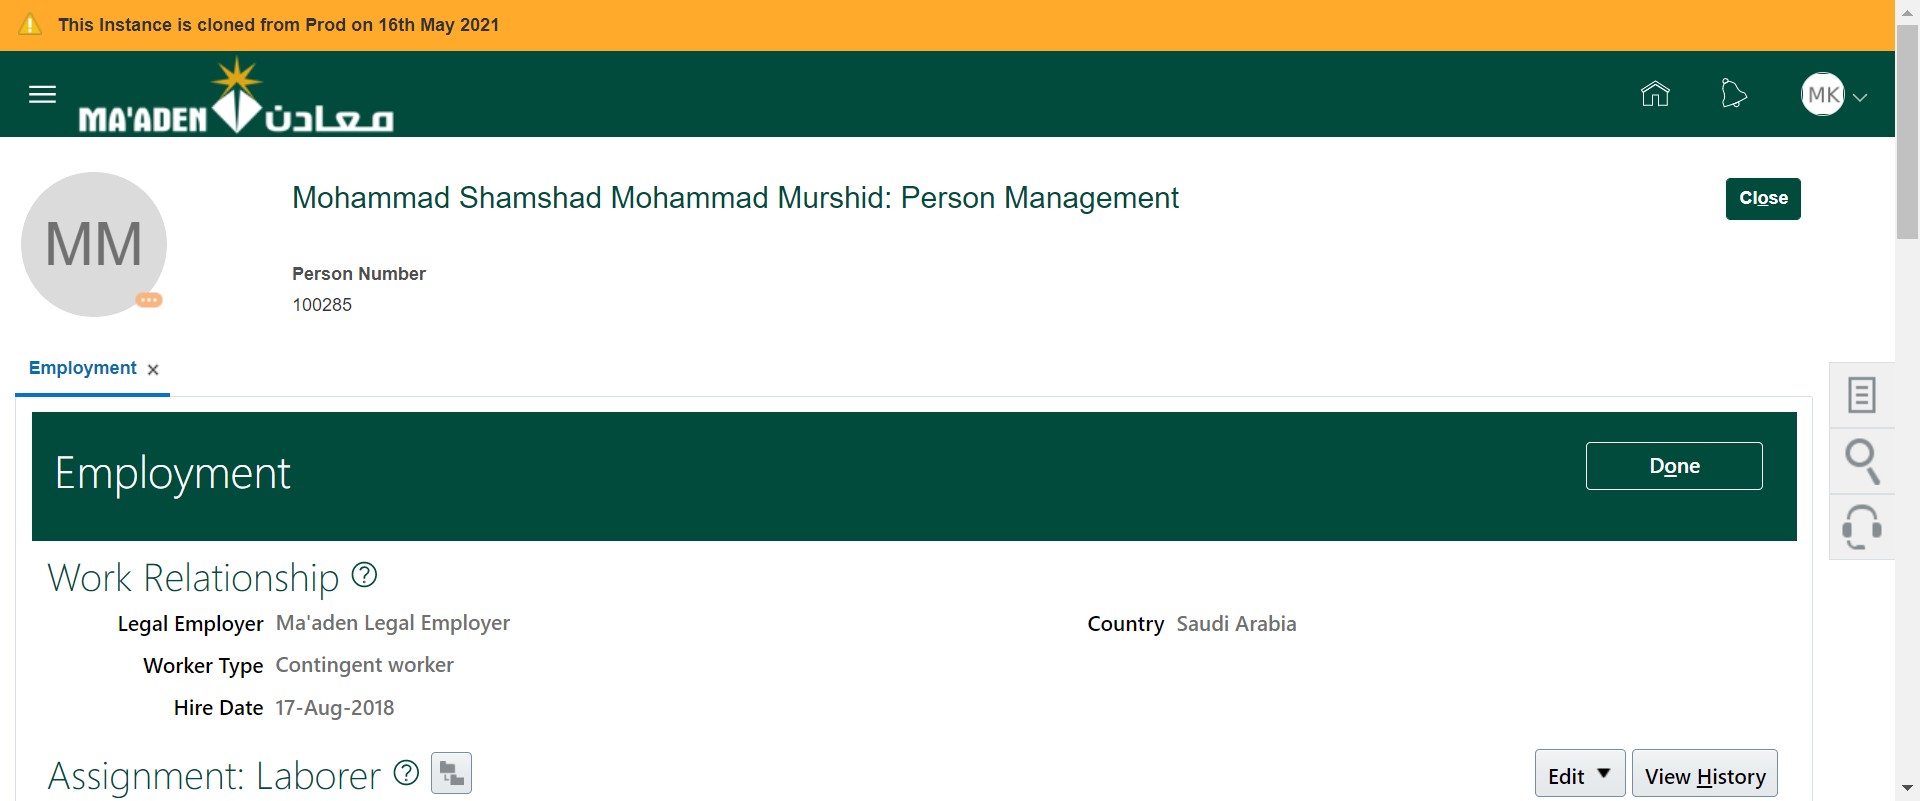 This Instance is cloned from Prod on 16th May 2021
MA'ADEN معادن
MK
MM
Mohammad Shamshad Mohammad Murshid: Person Management
Close
Person Number
100285
Employment
Employment
Done
Work Relationship
Legal Employer Ma'aden Legal Employer
Country Saudi Arabia
Worker Type Contingent worker
Hire Date 17-Aug-2018
Assignment: Laborer
Edit
View History